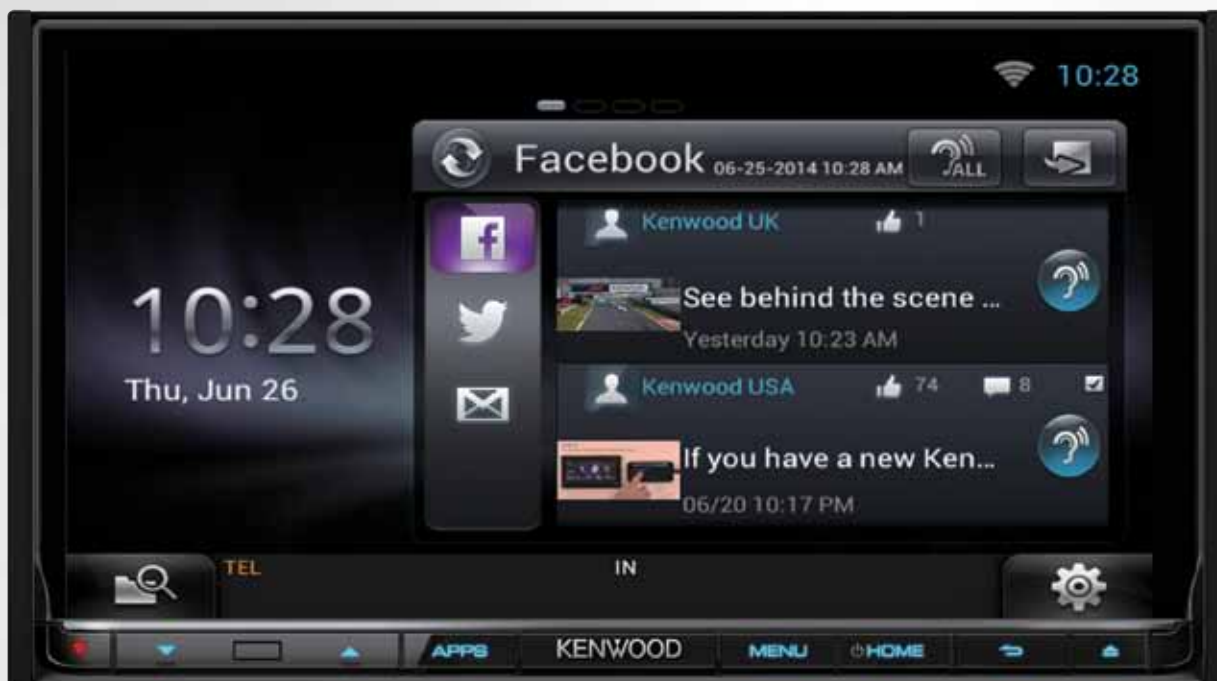 10:28
Facebook 06-25-2014 10:28 AM ALL
10:28
Thu, Jun 26
Kenwood UK 1
See behind the scene ...
Yesterday 10:23 AM
Kenwood USA 74 8
If you have a new Ken...
06/20 10:17 PM
TEL IN
APPS KENWOOD MENU HOME